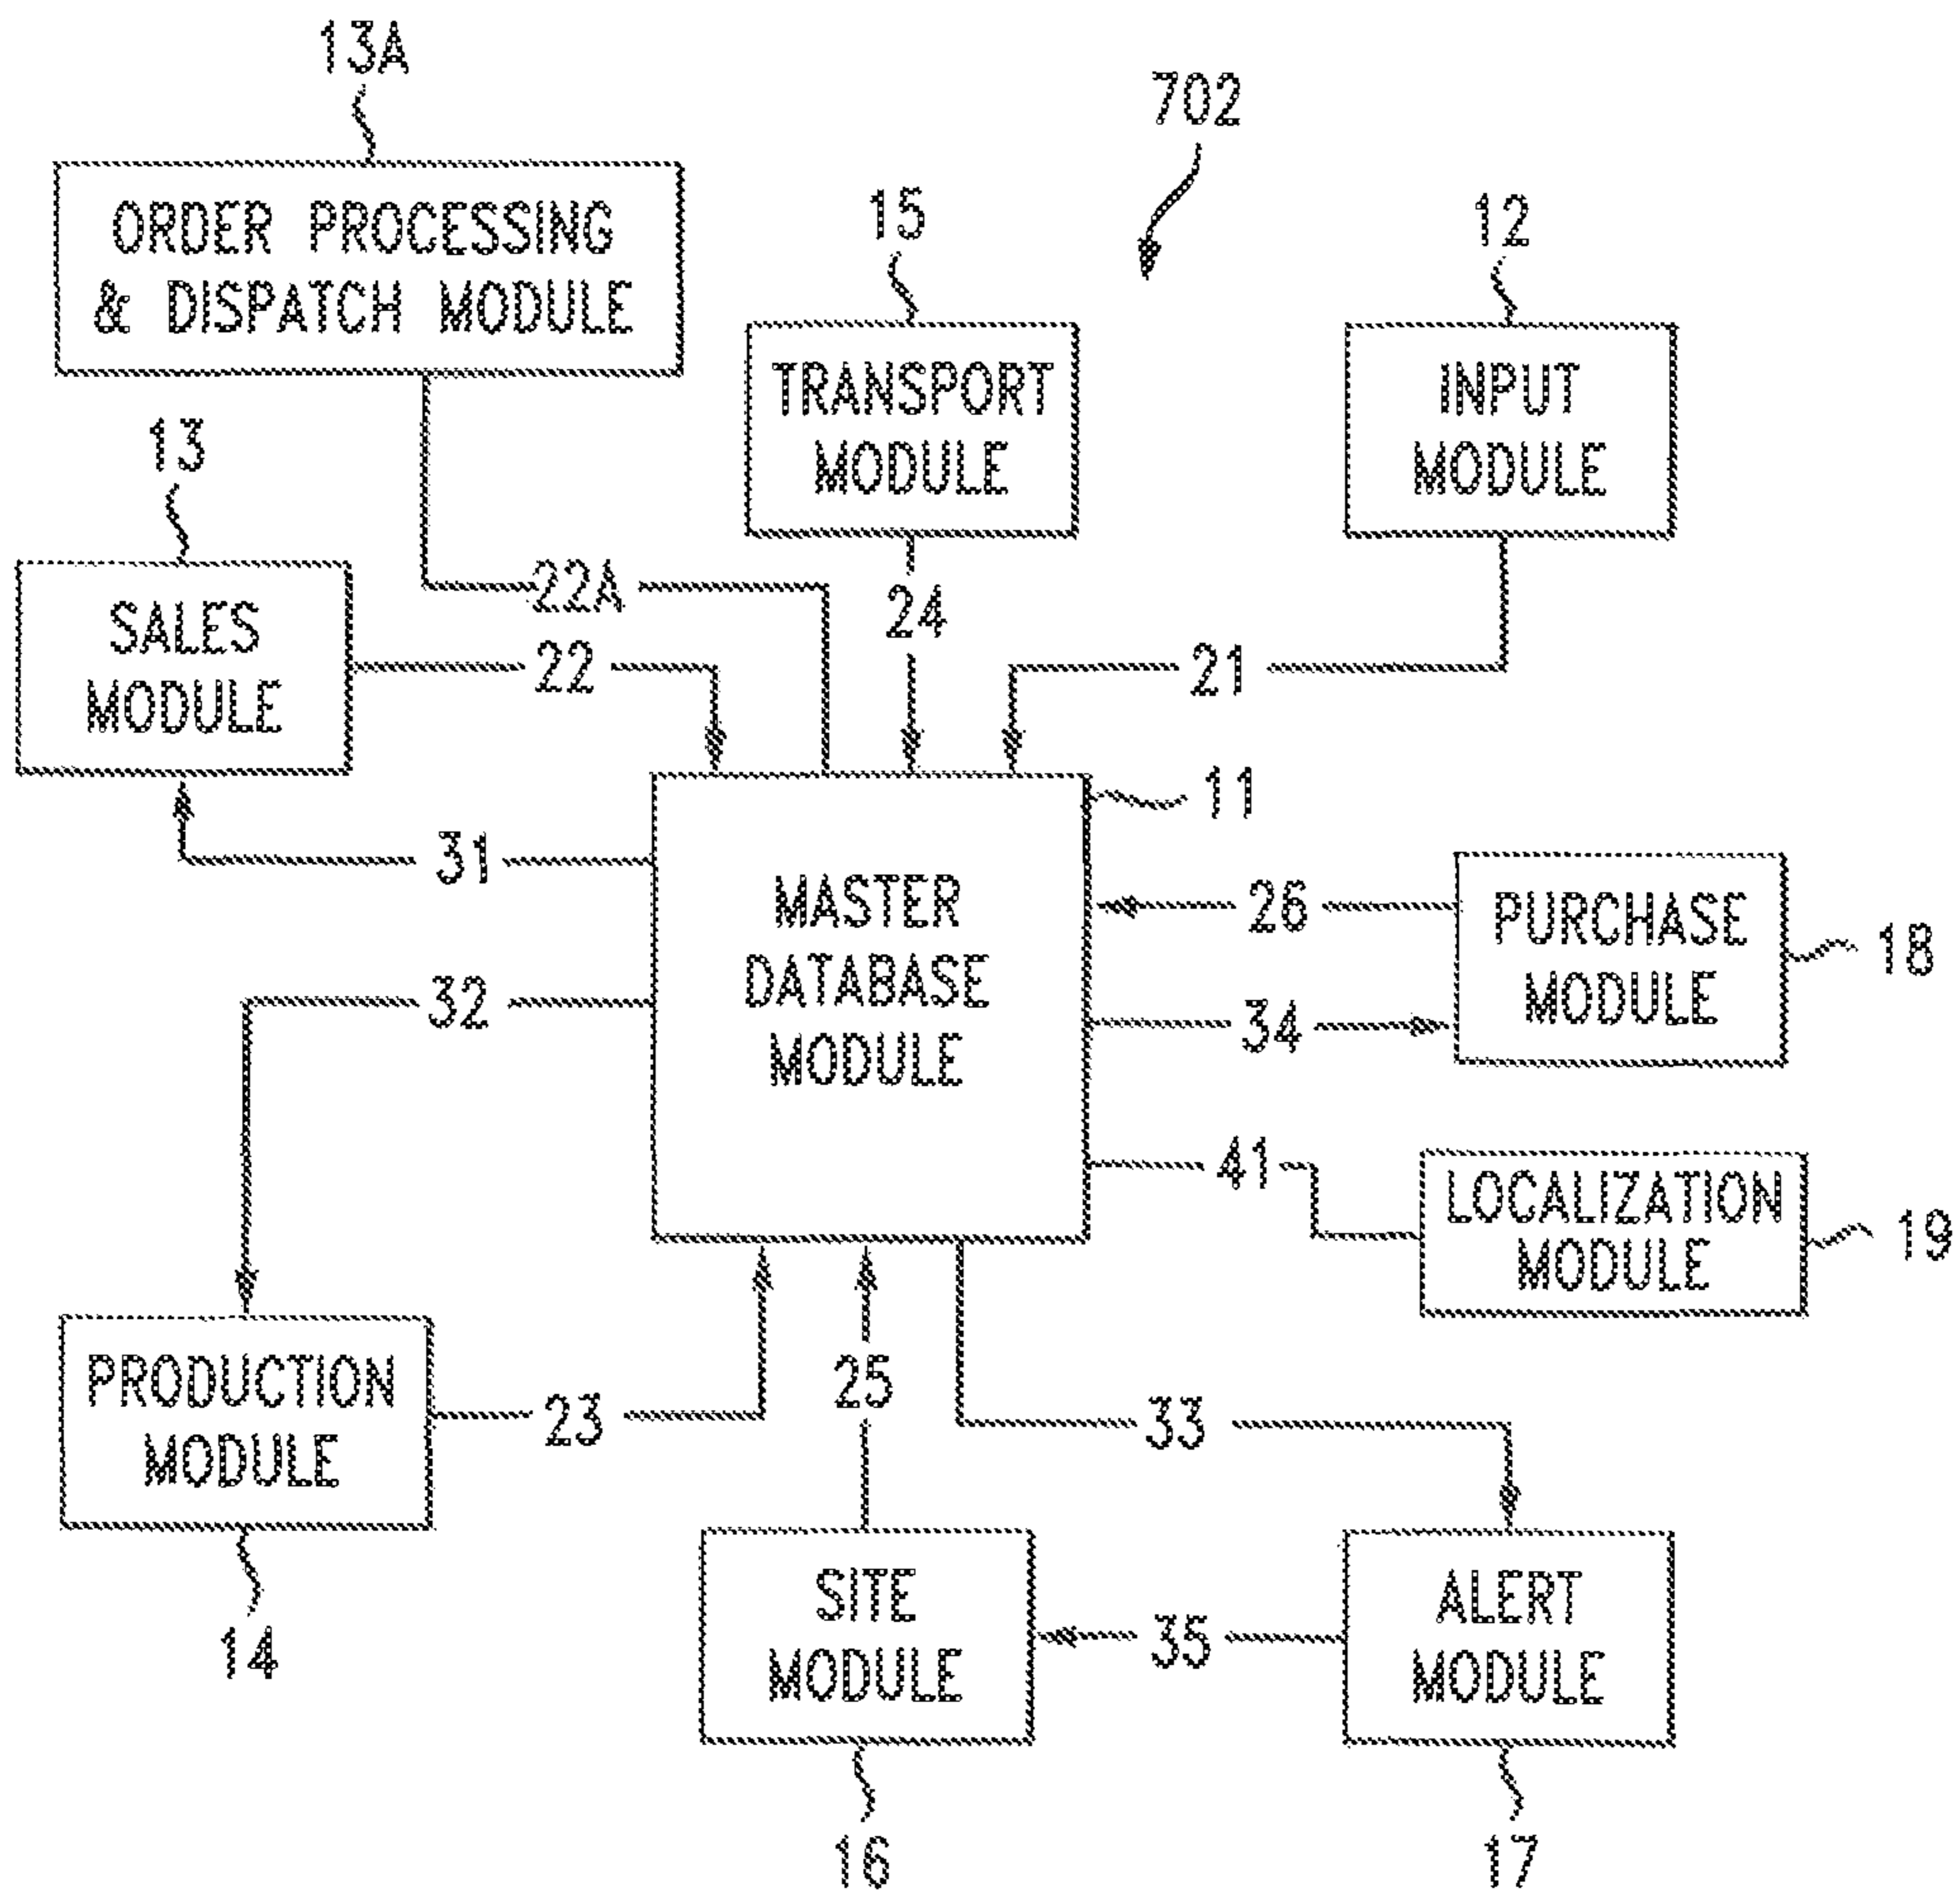 13A
702
ORDER PROCESSING
& DISPATCH MODULE
15
12
TRANSPORT
MODULE
INPUT
MODULE
13
SALES
MODULE
22A
24
22
21
11
31
MASTER
DATABASE
MODULE
26
PURCHASE
MODULE
18
32
34
41
LOCALIZATION
MODULE
19
PRODUCTION
MODULE
23
25
33
14
SITE
MODULE
35
ALERT
MODULE
16
17